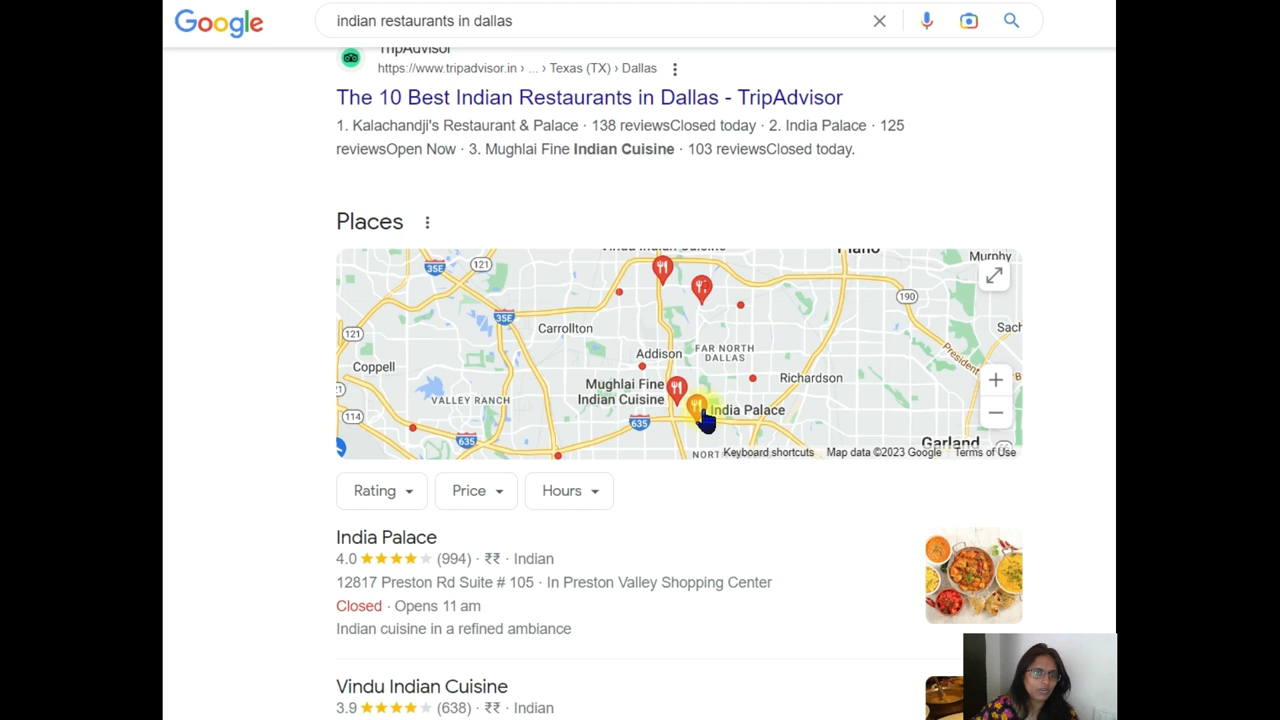 Google
indian restaurants in dallas
TripAdvisor
https://www.tripadvisor.in › ... › Texas (TX) › Dallas
The 10 Best Indian Restaurants in Dallas - TripAdvisor
1. Kalachandji's Restaurant & Palace · 138 reviewsClosed today · 2. India Palace · 125
reviewsOpen Now · 3. Mughlai Fine Indian Cuisine · 103 reviewsClosed today.
Places
Vindu Indian Cuisine
Plano
Murphy
35E
121
190
35E
Carrollton
Sach
121
Addison
FAR NORTH
DALLAS
President
Coppell
Richardson
Mughlai Fine
Indian Cuisine
VALLEY RANCH
India Palace
114
635
635
Garland
NORT
Keyboard shortcuts
Map data ©2023 Google
Terms of Use
Rating
Price
Hours
India Palace
4.0 (994) · ₹₹ · Indian
12817 Preston Rd Suite # 105 · In Preston Valley Shopping Center
Closed · Opens 11 am
Indian cuisine in a refined ambiance
Vindu Indian Cuisine
3.9 (638) · ₹₹ · Indian